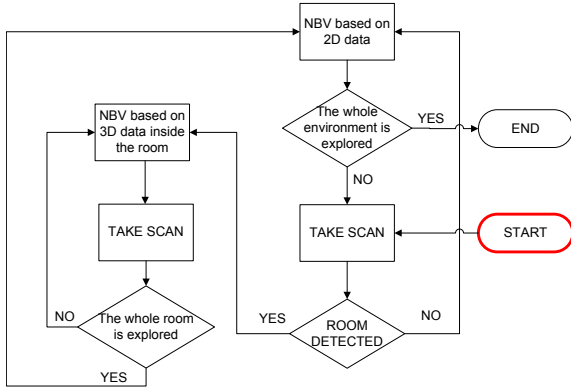 NBV based on
2D data
The whole
environment is
explored
YES
END
NO
NBV based on
3D data inside
the room
TAKE SCAN
TAKE SCAN
START
The whole room
is explored
NO
YES
YES
ROOM
DETECTED
NO